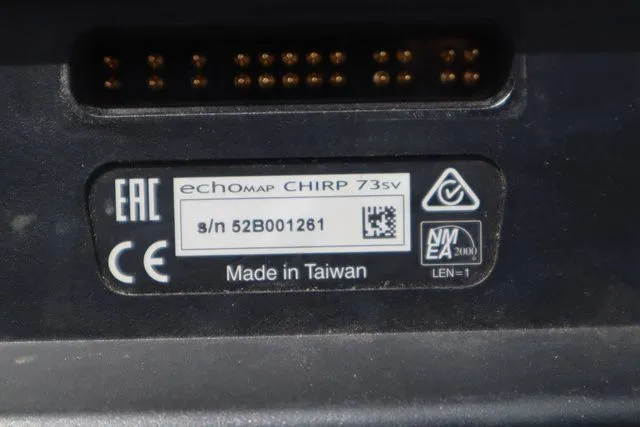 EAC
echoMAP CHIRP 73sv
s/n 52B001261
CE
Made in Taiwan
NMEA 2000
LEN=1